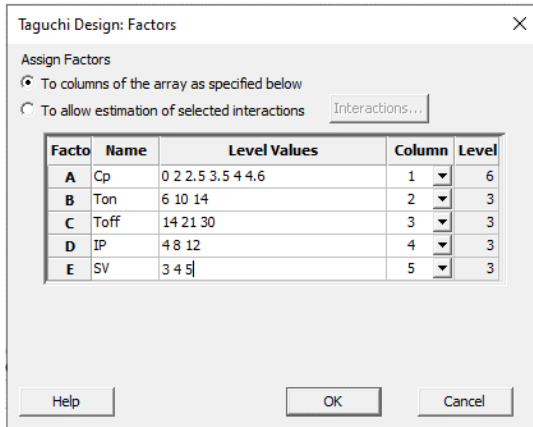 Taguchi Design: Factors
Assign Factors
To columns of the array as specified below
To allow estimation of selected interactions Interactions...
Facto Name Level Values Column Level
A Cp 0 2 2.5 3.5 4 4.6 1 6
B Ton 6 10 14 2 3
C Toff 14 21 30 3 3
D IP 4 8 12 4 3
E SV 3 4 5 5 3
Help OK Cancel